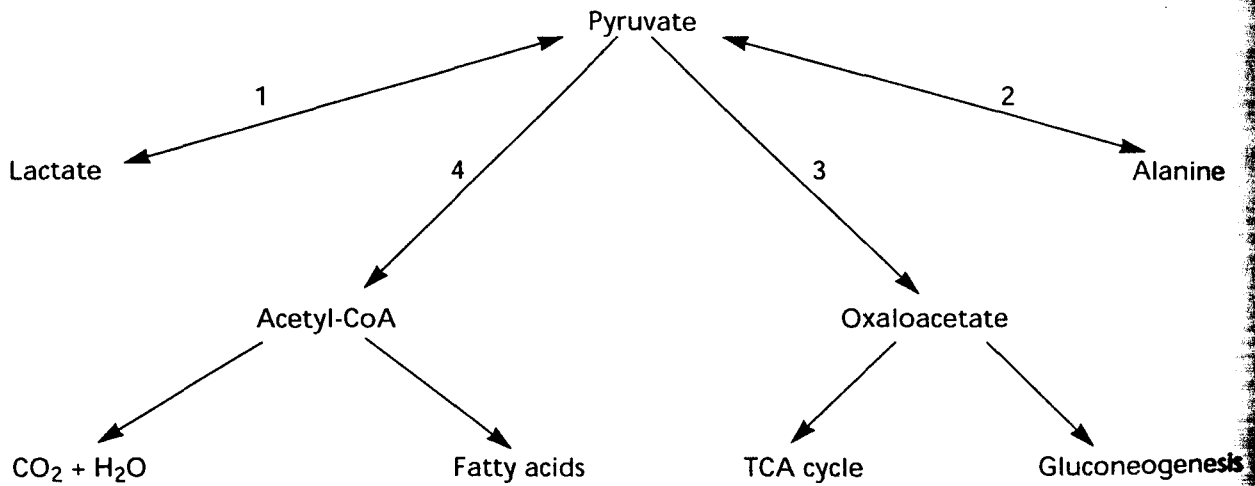 Pyruvate
1
2
Lactate
4
3
Alanine
Acetyl-CoA
Oxaloacetate
CO₂ + H₂O
Fatty acids
TCA cycle
Gluconeogenesis